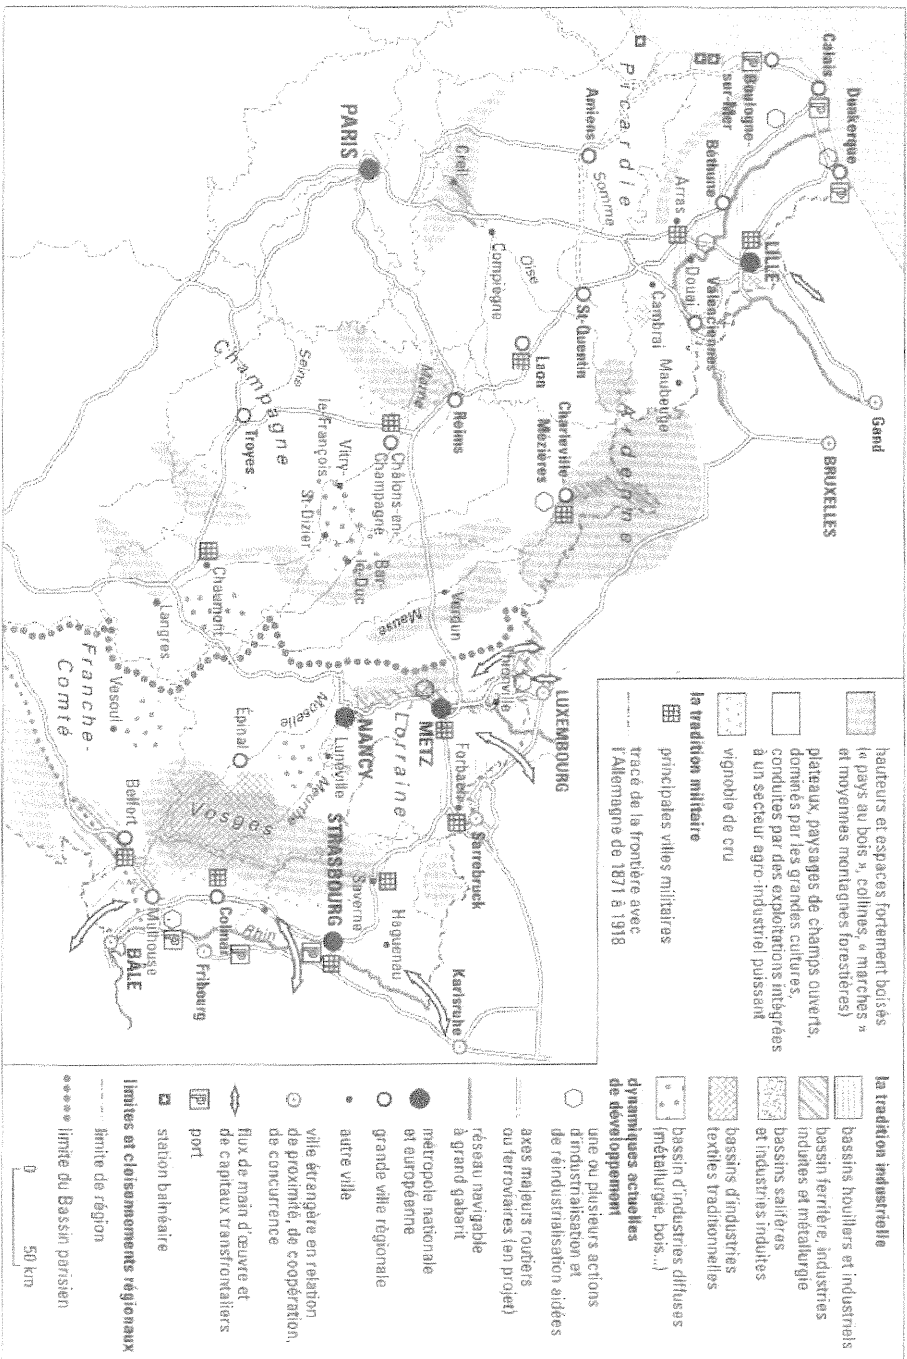 hauteurs et espaces fortement boisés
(« pays au bois », collines, « marches »
et moyennes montagnes forestières)
plateaux, paysages de champs ouverts,
dominés par les grandes cultures,
conduites par des exploitations intégrées
à un secteur agro-industriel puissant
vignoble de cru
la tradition militaire
principales villes militaires
tracé de la frontière avec
l'Allemagne de 1871 à 1918
la tradition industrielle
bassins houillers et industriels
bassin ferrifère, industries
induites et métallurgie
bassins salifères
et industries induites
bassins d'industries
textiles traditionnelles
bassin d'industries diffuses
(métallurgie, bois...)
dynamiques actuelles
de développement
une ou plusieurs actions
d'industrialisation et
de réindustrialisation aidées
axes majeurs routiers
ou ferroviaires (en projet)
réseau navigable
à grand gabarit
métropole nationale
et européenne
grande ville régionale
autre ville
ville étrangère en relation
de proximité, de coopération,
de concurrence
flux de main d'œuvre et
de capitaux transfrontaliers
P port
station balnéaire
limites et cloisonnements régionaux
limite de région
limite du Bassin parisien
0 50 km
Dunkerque
P
Calais
P
Boulogne-
sur-Mer
P
Béthune
LILLE
Gand
BRUXELLES
Arras
Douai
Valenciennes
Cambrai
Maubeuge
Picardie
Amiens
Somme
St-Quentin
Oise
Compiègne
Creil
Laon
Ardenne
Charleville-
Mézières
PARIS
Reims
Marne
Châlons-en-
Champagne
Champagne
Seine
Troyes
Vitry-
le-François
St-Dizier
Bar-
le-Duc
Verdun
Meuse
Chaumont
Langres
LUXEMBOURG
Thionville
METZ
Lorraine
NANCY
Lunéville
Moselle
Meurthe
Épinal
Vosges
Forbach
Sarrebruck
STRASBOURG
P
Saverne
Haguenau
Karlsruhe
Colmar
P
Rhin
Fribourg
Mulhouse
P
BALE
Belfort
Vesoul
Franche-
Comté